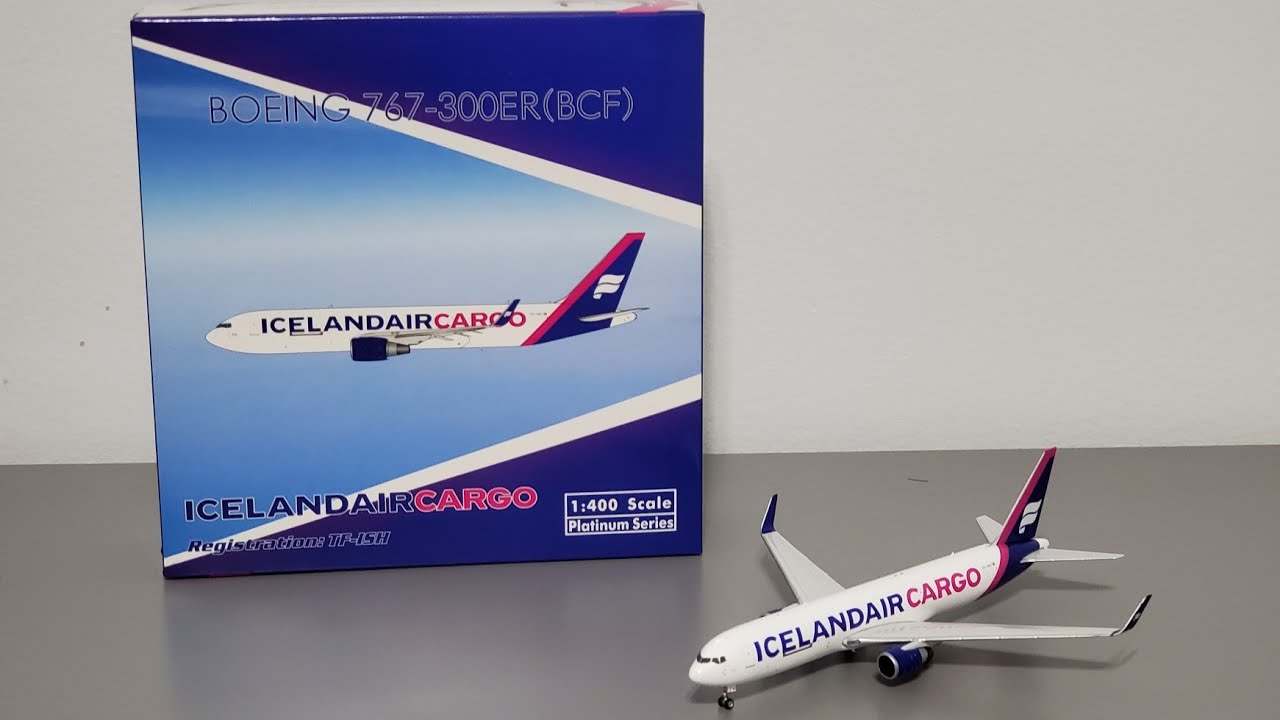 BOEING 767-300ER(BCF)
ICELANDAIRCARGO
ICELANDAIRCARGO
Registration: TF-ISH
1:400 Scale
Platinum Series
ICELANDAIR CARGO